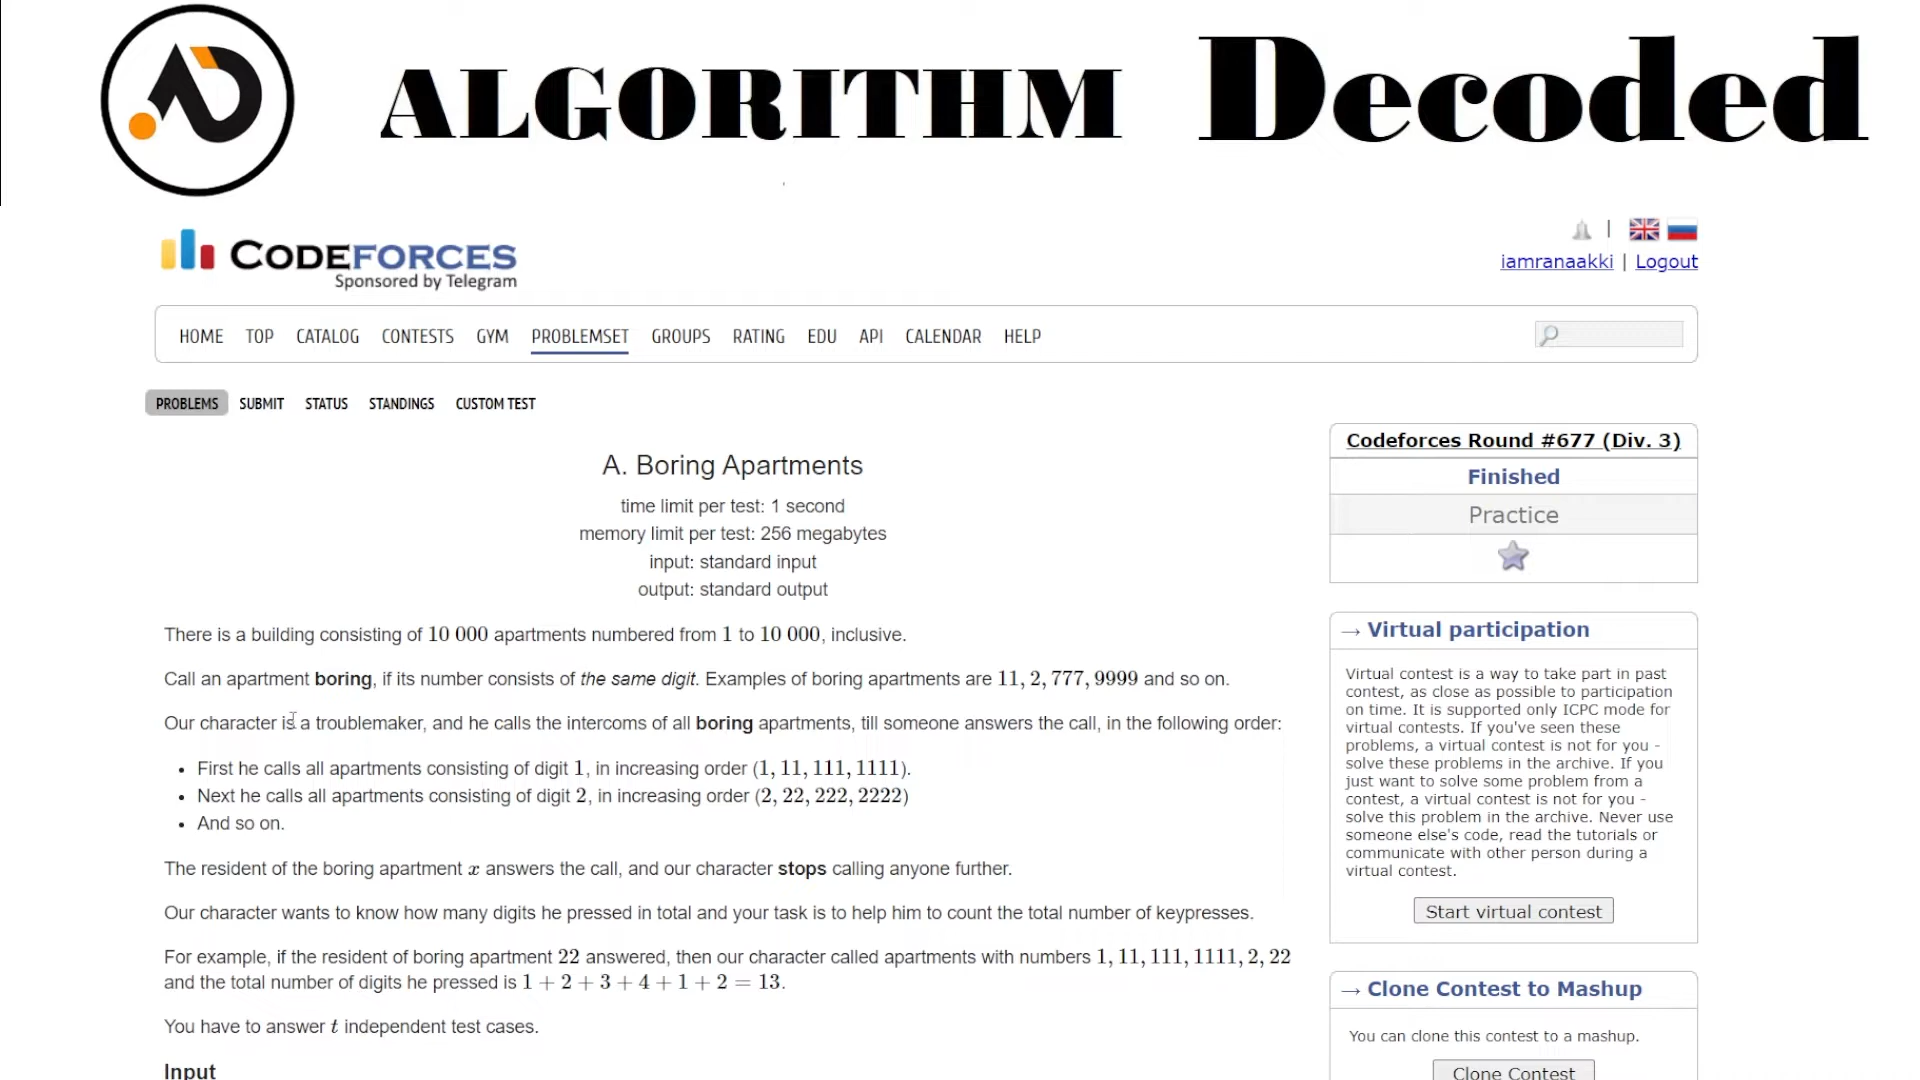 ALGORITHM Decoded
CODEFORCES
Sponsored by Telegram
|
iamranaakki | Logout
HOME TOP CATALOG CONTESTS GYM PROBLEMSET GROUPS RATING EDU API CALENDAR HELP
PROBLEMS SUBMIT STATUS STANDINGS CUSTOM TEST
A. Boring Apartments
time limit per test: 1 second
memory limit per test: 256 megabytes
input: standard input
output: standard output
There is a building consisting of 10 000 apartments numbered from 1 to 10 000, inclusive.
Call an apartment boring, if its number consists of the same digit. Examples of boring apartments are 11, 2, 777, 9999 and so on.
Our character is a troublemaker, and he calls the intercoms of all boring apartments, till someone answers the call, in the following order:
• First he calls all apartments consisting of digit 1, in increasing order (1, 11, 111, 1111).
• Next he calls all apartments consisting of digit 2, in increasing order (2, 22, 222, 2222)
• And so on.
The resident of the boring apartment x answers the call, and our character stops calling anyone further.
Our character wants to know how many digits he pressed in total and your task is to help him to count the total number of keypresses.
For example, if the resident of boring apartment 22 answered, then our character called apartments with numbers 1, 11, 111, 1111, 2, 22
and the total number of digits he pressed is 1 + 2 + 3 + 4 + 1 + 2 = 13.
You have to answer t independent test cases.
Input
Codeforces Round #677 (Div. 3)
Finished
Practice
→ Virtual participation
Virtual contest is a way to take part in past
contest, as close as possible to participation
on time. It is supported only ICPC mode for
virtual contests. If you've seen these
problems, a virtual contest is not for you -
solve these problems in the archive. If you
just want to solve some problem from a
contest, a virtual contest is not for you -
solve this problem in the archive. Never use
someone else's code, read the tutorials or
communicate with other person during a
virtual contest.
Start virtual contest
→ Clone Contest to Mashup
You can clone this contest to a mashup.
Clone Contest